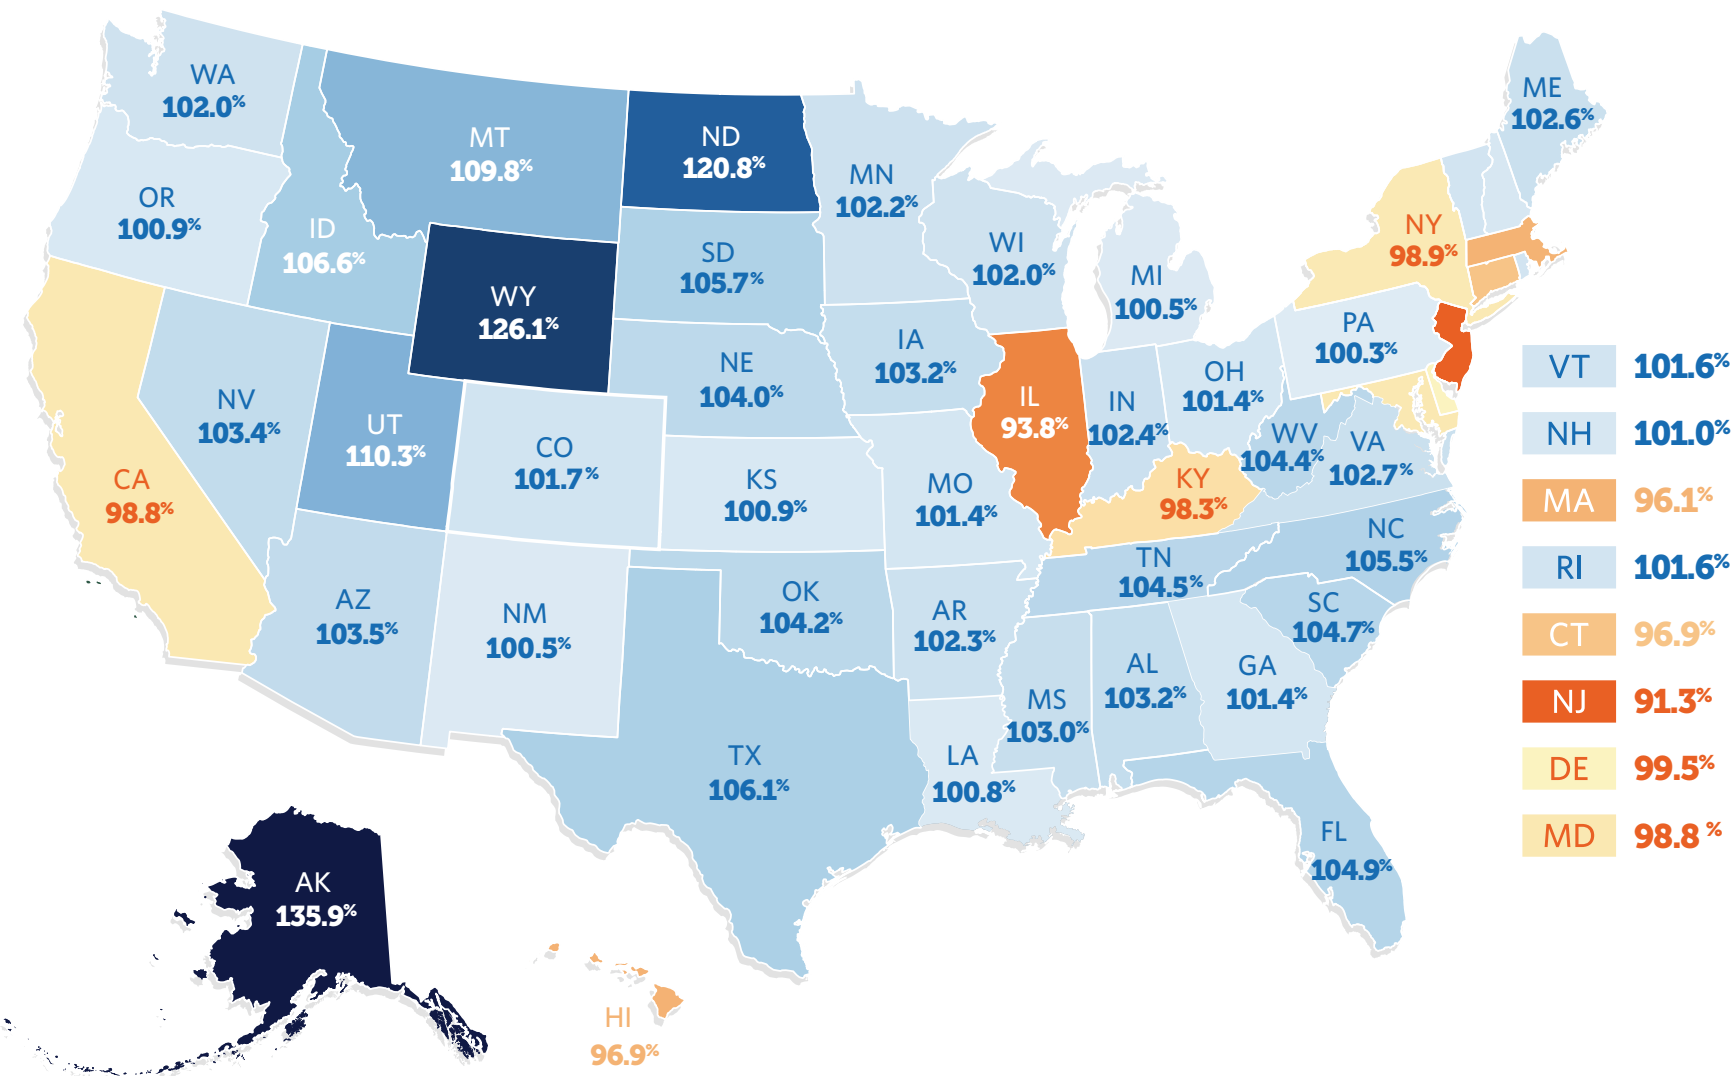 WA
102.0%
OR
100.9%
CA
98.8%
NV
103.4%
ID
106.6%
MT
109.8%
WY
126.1%
UT
110.3%
AZ
103.5%
CO
101.7%
NM
100.5%
ND
120.8%
SD
105.7%
NE
104.0%
KS
100.9%
OK
104.2%
TX
106.1%
MN
102.2%
IA
103.2%
MO
101.4%
AR
102.3%
LA
100.8%
WI
102.0%
IL
93.8%
MI
100.5%
IN
102.4%
OH
101.4%
KY
98.3%
TN
104.5%
MS
103.0%
AL
103.2%
GA
101.4%
FL
104.9%
SC
104.7%
NC
105.5%
WV
104.4%
VA
102.7%
PA
100.3%
NY
98.9%
ME
102.6%
VT 101.6%
NH 101.0%
MA 96.1%
RI 101.6%
CT 96.9%
NJ 91.3%
DE 99.5%
MD 98.8 %
AK
135.9%
HI
96.9%